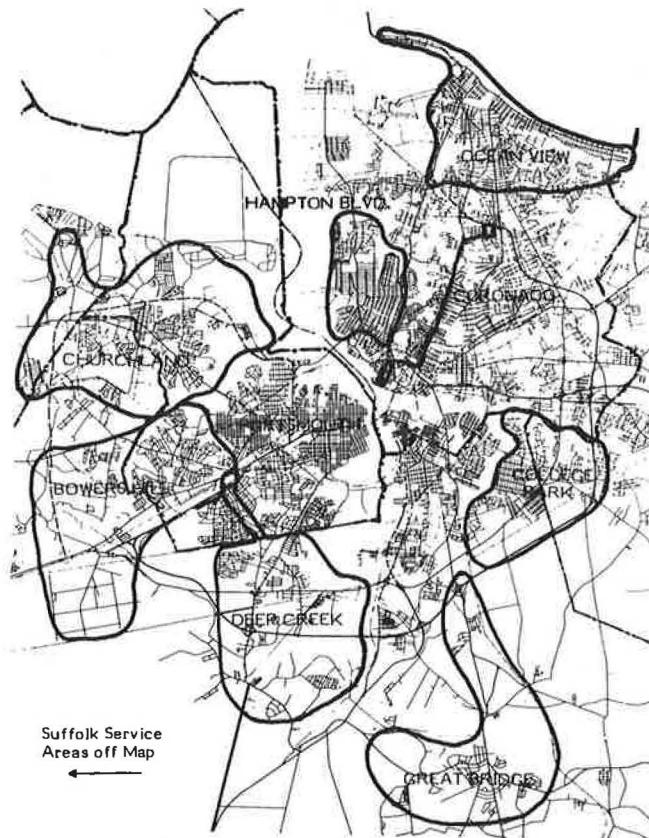 OCEAN VIEW
HAMPTON BLVD.
CORONADO
CHURCHLAND
PORTSMOUTH
BOWERS HILL
COLLEGE
PARK
DEEP CREEK
Suffolk Service
Areas off Map
GREAT BRIDGE